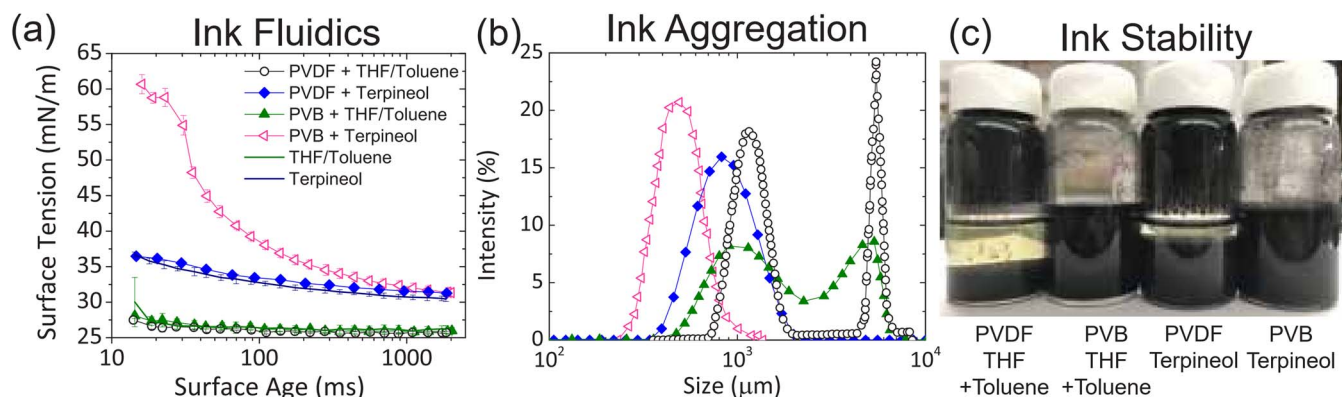 (a) Ink Fluidics
Surface Tension (mN/m)
65
60
55
50
45
40
35
30
25
PVDF + THF/Toluene
PVDF + Terpineol
PVB + THF/Toluene
PVB + Terpineol
THF/Toluene
Terpineol
10 100 1000
Surface Age (ms)
(b) Ink Aggregation
Intensity (%)
25
20
15
10
5
0
10² 10³ 10⁴
Size (μm)
(c) Ink Stability
PVDF PVB PVDF PVB
THF THF Terpineol Terpineol
+Toluene +Toluene